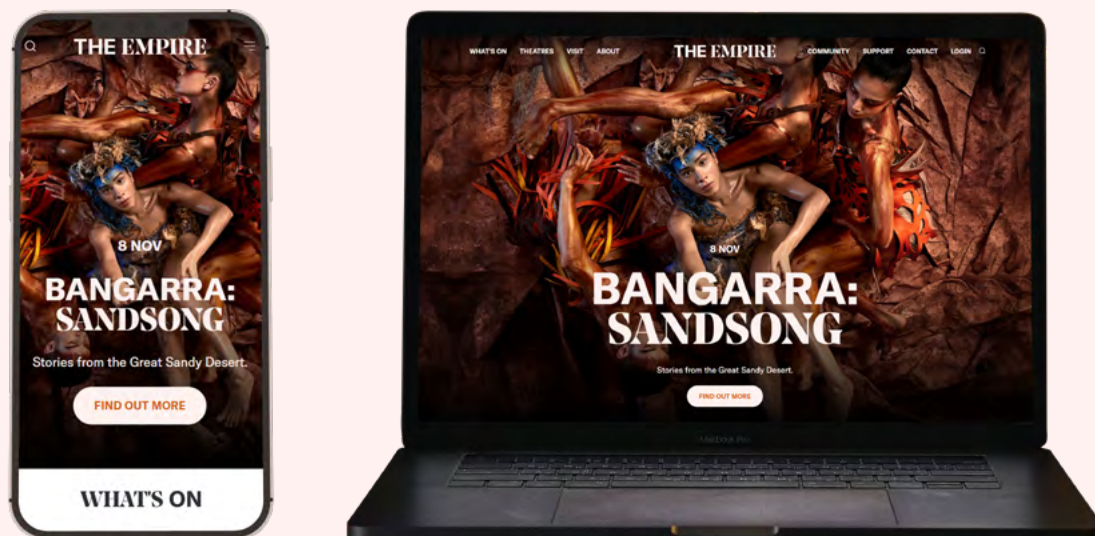 THE EMPIRE
8 NOV
BANGARRA:
SANDSONG
Stories from the Great Sandy Desert.
FIND OUT MORE
WHAT'S ON
WHAT'S ON THEATRES VISIT ABOUT THE EMPIRE COMMUNITY SUPPORT CONTACT LOGIN
8 NOV
BANGARRA:
SANDSONG
Stories from the Great Sandy Desert.
FIND OUT MORE
MacBook Pro